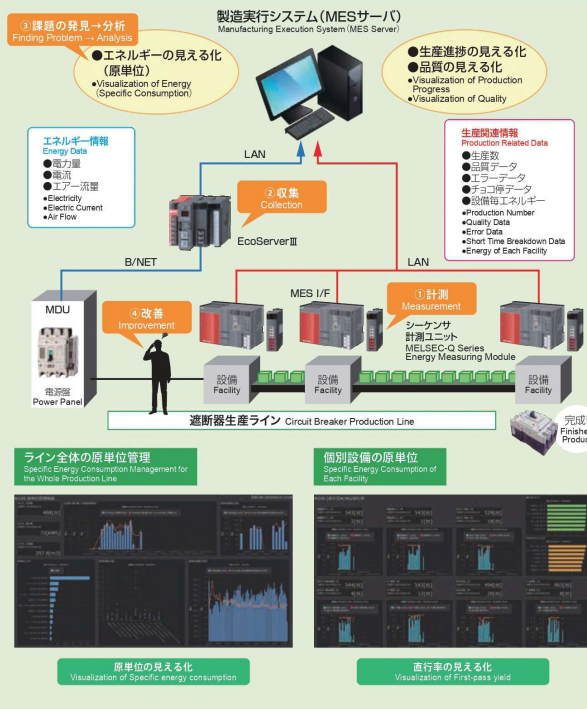 製造実行システム(MESサーバ)
Manufacturing Execution System (MES Server)
③課題の発見→分析
Finding Problem → Analysis
●エネルギーの見える化
(原単位)
●Visualization of Energy
(Specific Consumption)
●生産進捗の見える化
●品質の見える化
●Visualization of Production
Progress
●Visualization of Quality
エネルギー情報
Energy Data
●電力量
●電流
●エアー流量
●Electricity
●Electric Current
●Air Flow
LAN
②収集
Collection
EcoServerⅢ
生産関連情報
Production Related Data
●生産数
●品質データ
●エラーデータ
●チョコ停データ
●設備毎エネルギー
●Production Number
●Quality Data
●Error Data
●Short Time Breakdown Data
●Energy of Each Facility
B/NET
LAN
MDU
電源盤
Power Panel
④改善
Improvement
MES I/F
①計測
Measurement
シーケンサ
計測ユニット
MELSEC-Q Series
Energy Measuring Module
設備
Facility
設備
Facility
設備
Facility
遮断器生産ライン Circuit Breaker Production Line
完成
Finishe
Produc
ライン全体の原単位管理
Specific Energy Consumption Management for
the Whole Production Line
個別設備の原単位
Specific Energy Consumption of
Each Facility
原単位の見える化
Visualization of Specific energy consumption
直行率の見える化
Visualization of First-pass yield